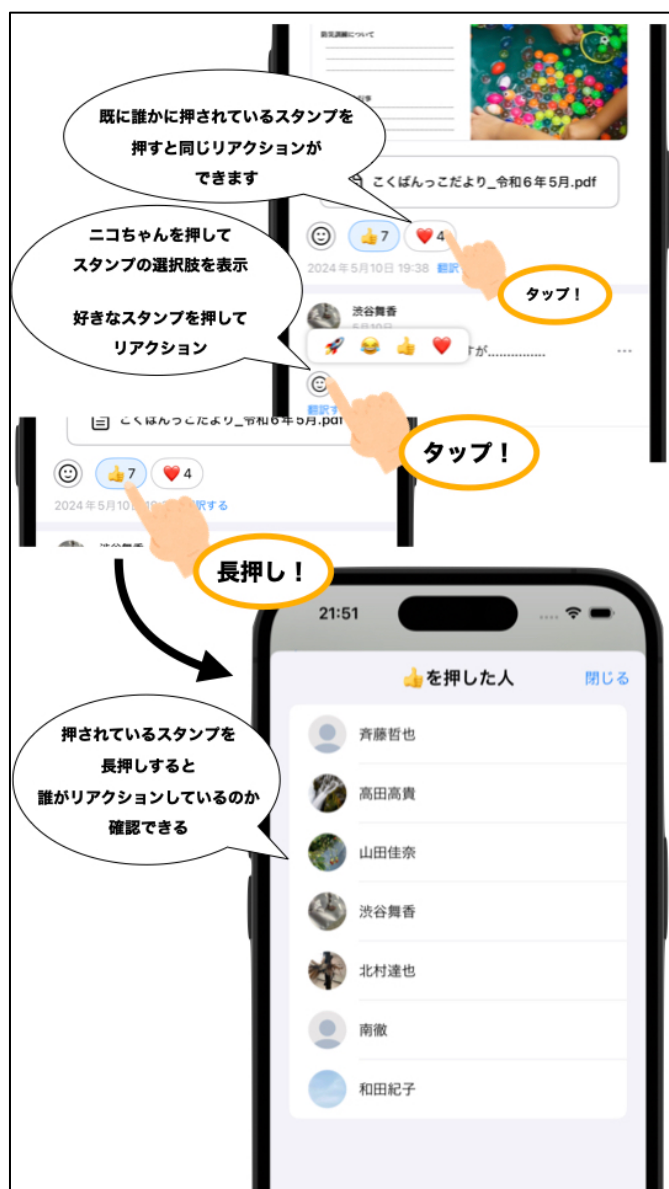 防災訓練について
既に誰かに押されているスタンプを
押すと同じリアクションが
できます
こくばんっこだより_令和6年5月.pdf
ニコちゃんを押して
スタンプの選択肢を表示
好きなスタンプを押して
リアクション
👍7
❤️4
2024年5月10日 19:38 翻訳
タップ！
渋谷舞香
5月10日
🚀 😂 👍 ❤️
すが...............
翻訳す
タップ！
こくばんっこだより_令和6年5月.pdf
👍7
❤️4
2024年5月10日
訳する
長押し！
21:51
👍を押した人
閉じる
押されているスタンプを
長押しすると
誰がリアクションしているのか
確認できる
斉藤哲也
高田高貴
山田佳奈
渋谷舞香
北村達也
南徹
和田紀子